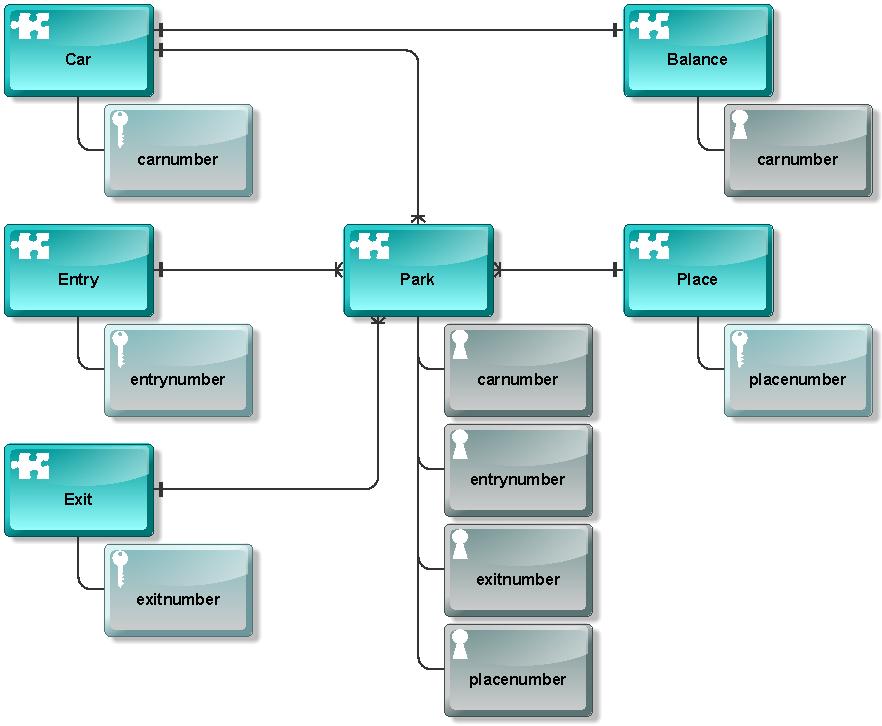 Car
Balance
carnumber
carnumber
Entry
Park
Place
entrynumber
carnumber
placenumber
entrynumber
Exit
exitnumber
exitnumber
placenumber